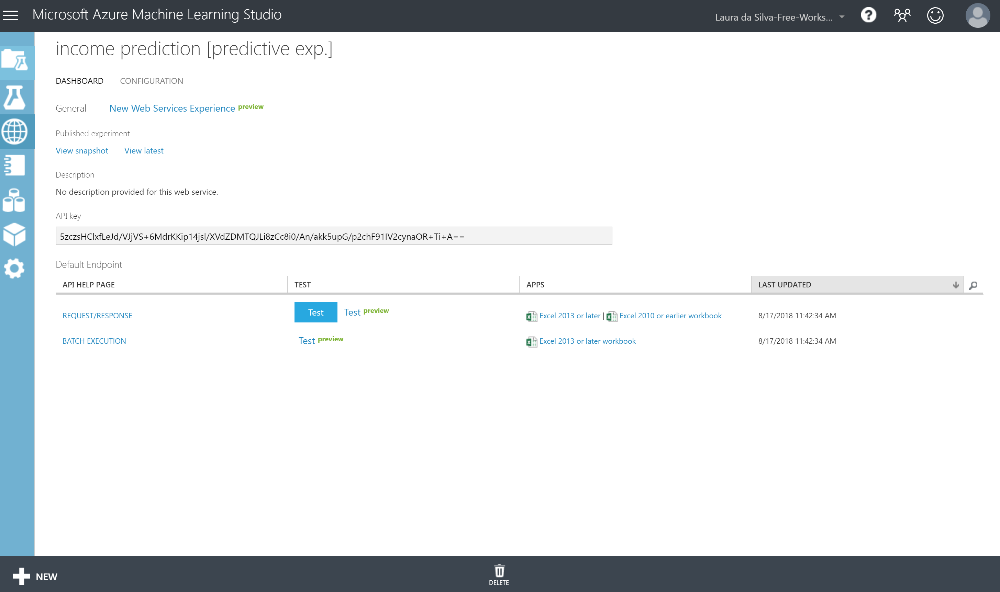 Microsoft Azure Machine Learning Studio
Laura da Silva-Free-Works...
income prediction [predictive exp.]
DASHBOARD CONFIGURATION
General New Web Services Experience preview
Published experiment
View snapshot View latest
Description
No description provided for this web service.
API key
5zczsHClxfLeJd/VJjVS+6MdrKKip14jsl/XVdZDMTQJLi8zCc8i0/An/akk5upG/p2chF91IV2cynaOR+Ti+A==
Default Endpoint
API HELP PAGE TEST APPS LAST UPDATED
REQUEST/RESPONSE Test Test preview Excel 2013 or later | Excel 2010 or earlier workbook 8/17/2018 11:42:34 AM
BATCH EXECUTION Test preview Excel 2013 or later workbook 8/17/2018 11:42:34 AM
NEW
DELETE